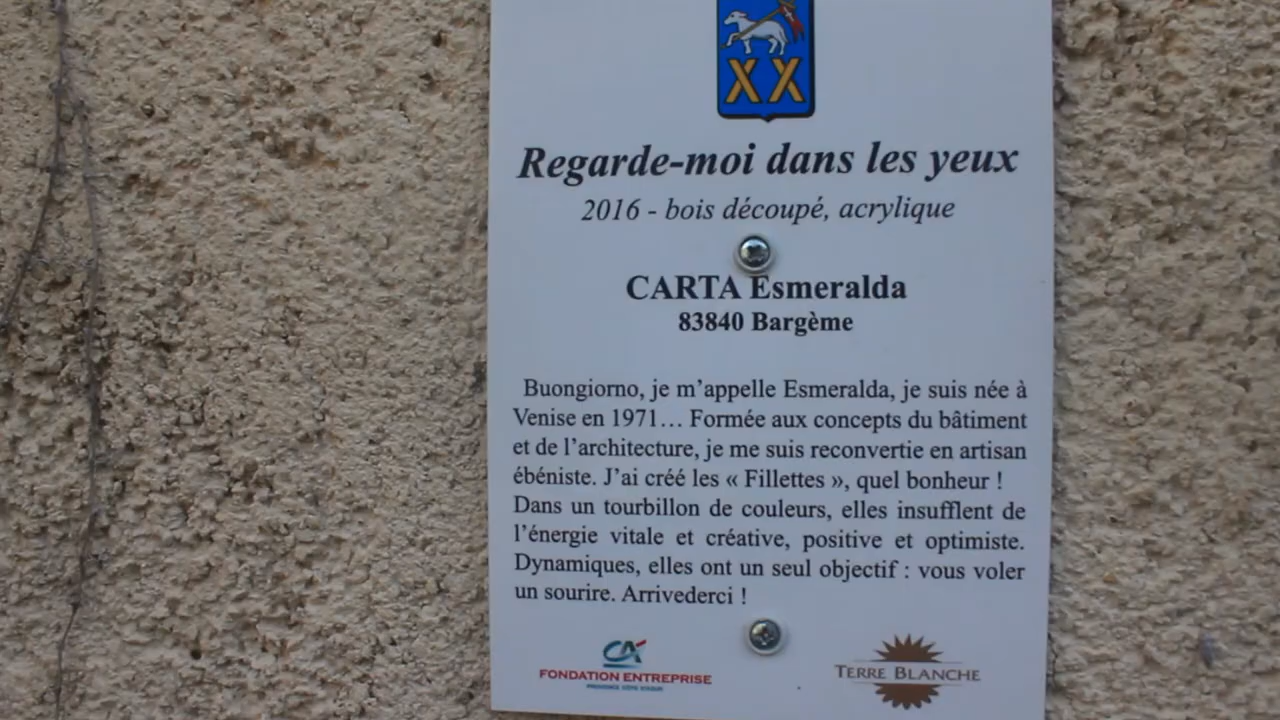 XX
Regarde-moi dans les yeux
2016 - bois découpé, acrylique
CARTA Esmeralda
83840 Bargème
Buongiorno, je m’appelle Esmeralda, je suis née à
Venise en 1971… Formée aux concepts du bâtiment
et de l’architecture, je me suis reconvertie en artisan
ébéniste. J’ai créé les « Fillettes », quel bonheur !
Dans un tourbillon de couleurs, elles insufflent de
l’énergie vitale et créative, positive et optimiste.
Dynamiques, elles ont un seul objectif : vous voler
un sourire. Arrivederci !
CA
FONDATION ENTREPRISE
PROVENCE CÔTE D'AZUR
TERRE BLANCHE